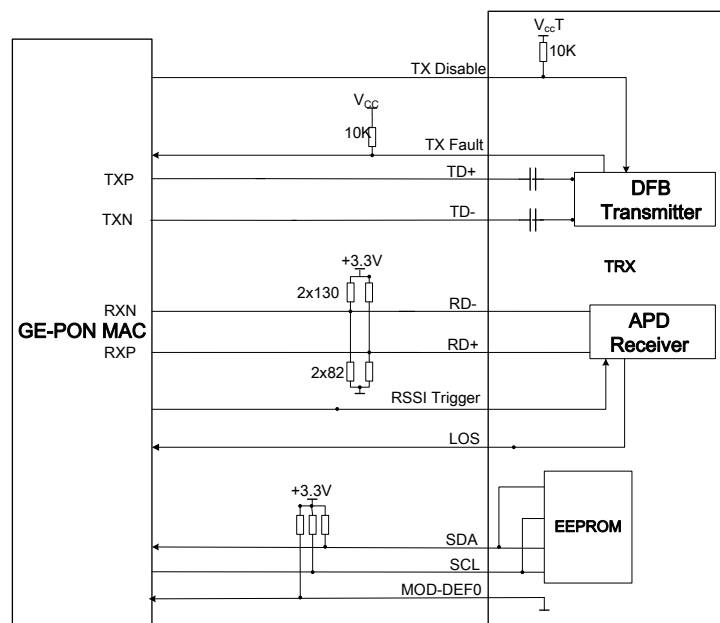 VccT
10K
TX Disable
VCC
10K
TX Fault
TXP
TD+
DFB
Transmitter
TXN
TD-
+3.3V
TRX
2x130
RXN
RD-
GE-PON MAC
APD
Receiver
RXP
RD+
2x82
RSSI Trigger
LOS
+3.3V
EEPROM
SDA
SCL
MOD-DEF0